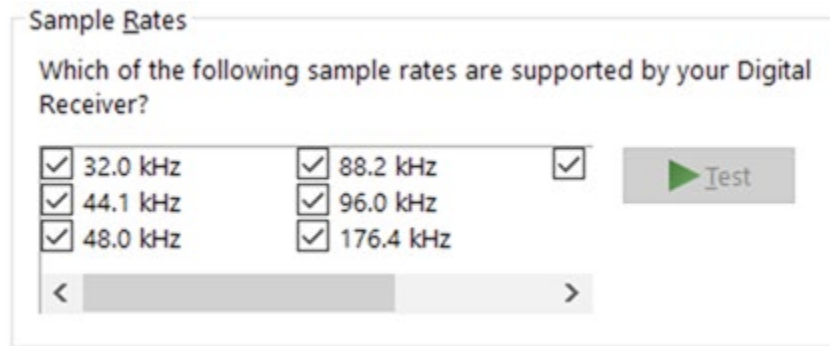 Sample Rates
Which of the following sample rates are supported by your Digital
Receiver?
32.0 kHz 88.2 kHz
44.1 kHz 96.0 kHz
48.0 kHz 176.4 kHz
Test